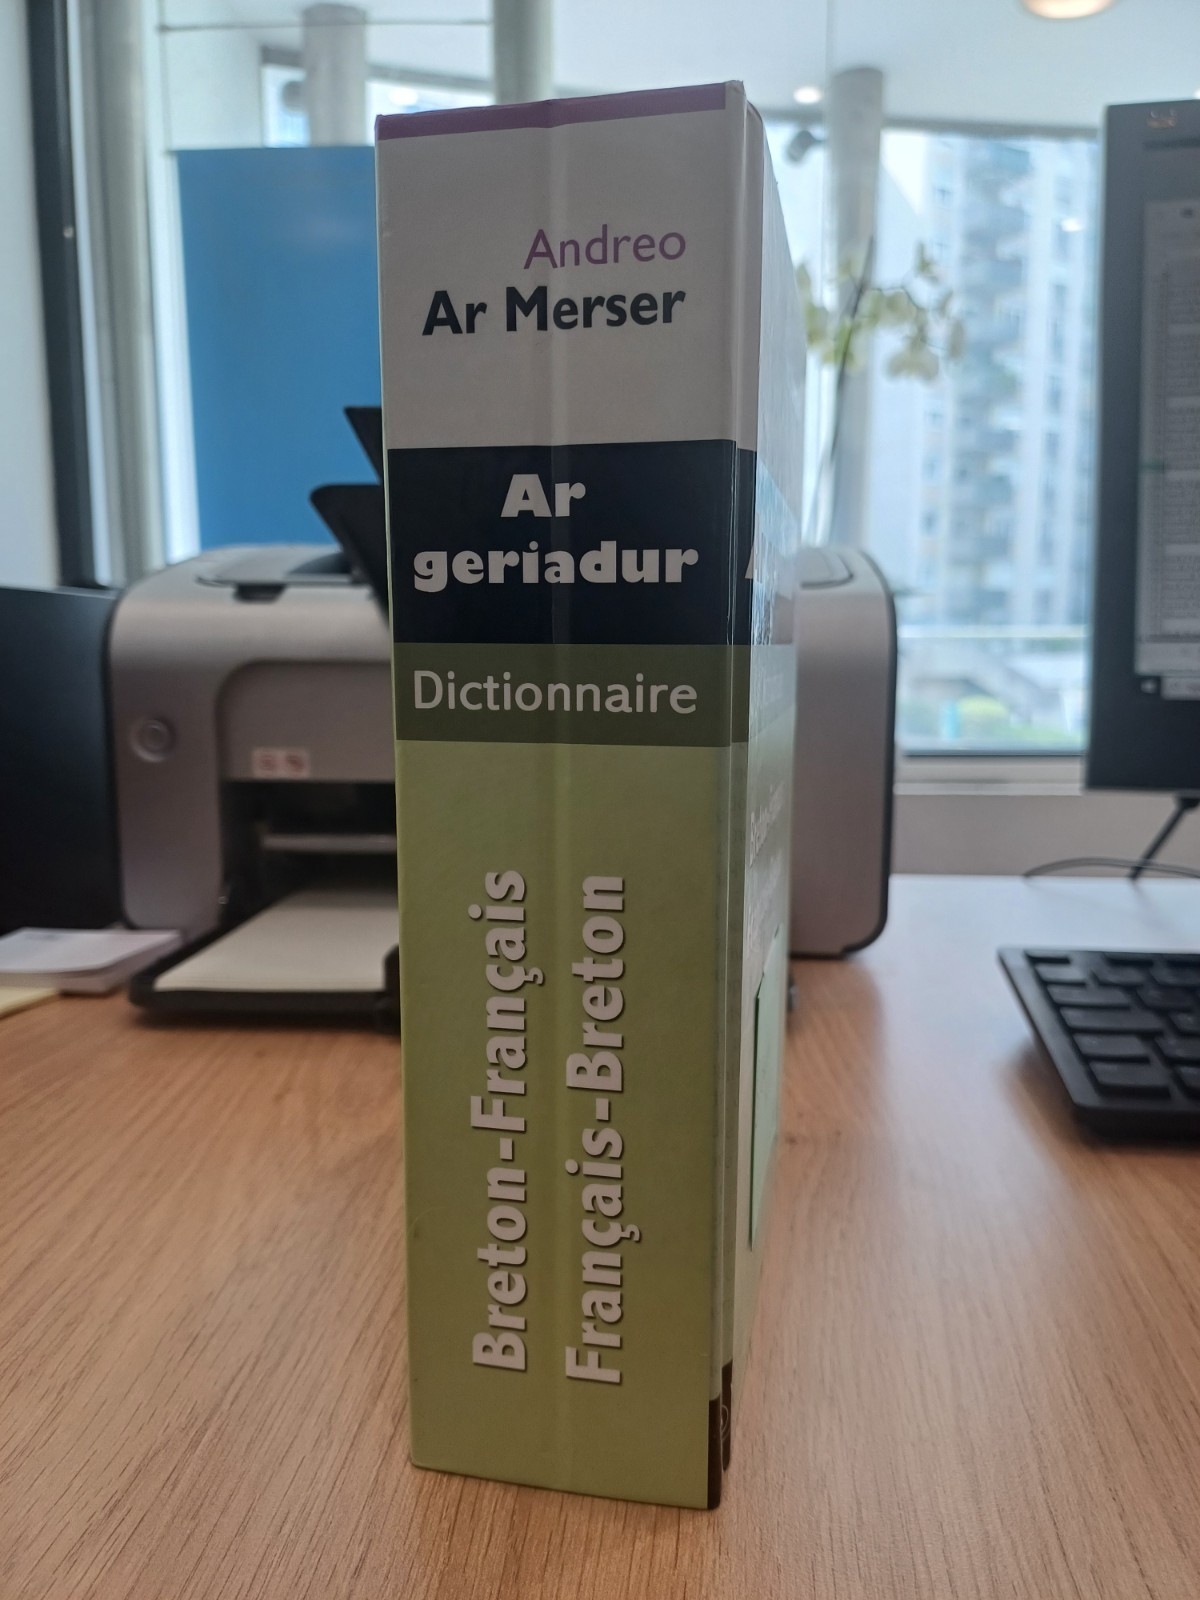 Andreo
Ar Merser
Ar
geriadur
Dictionnaire
Breton-Français
Français-Breton